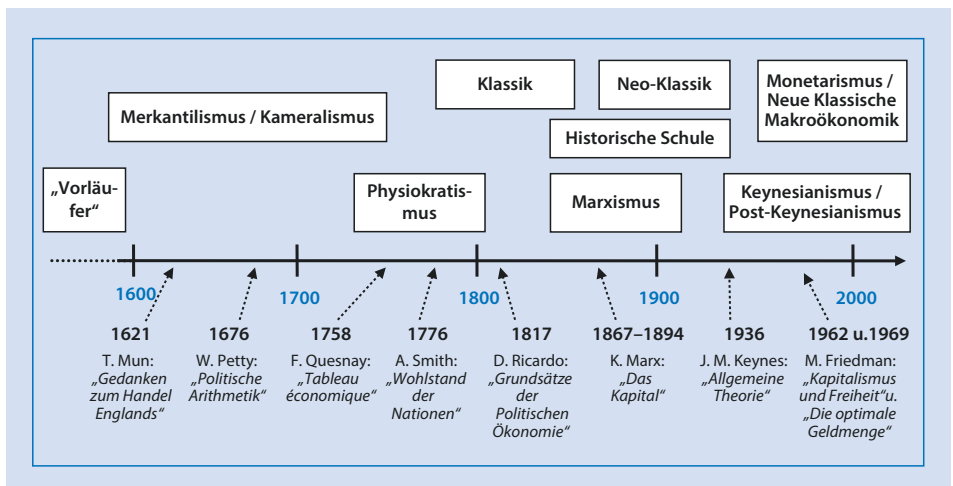 Klassik
Neo-Klassik
Monetarismus /
Neue Klassische
Makroökonomik
Merkantilismus / Kameralismus
Historische Schule
„Vorläu-
fer“
Physiokratis-
mus
Marxismus
Keynesianismus /
Post-Keynesianismus
1600
1700
1800
1900
2000
1621
T. Mun:
„Gedanken
zum Handel
Englands“
1676
W. Petty:
„Politische
Arithmetik“
1758
F. Quesnay:
„Tableau
économique“
1776
A. Smith:
„Wohlstand
der
Nationen“
1817
D. Ricardo:
„Grundsätze
der
Politischen
Ökonomie“
1867–1894
K. Marx:
„Das
Kapital“
1936
J. M. Keynes:
„Allgemeine
Theorie“
1962 u.1969
M. Friedman:
„Kapitalismus
und Freiheit“u.
„Die optimale
Geldmenge“